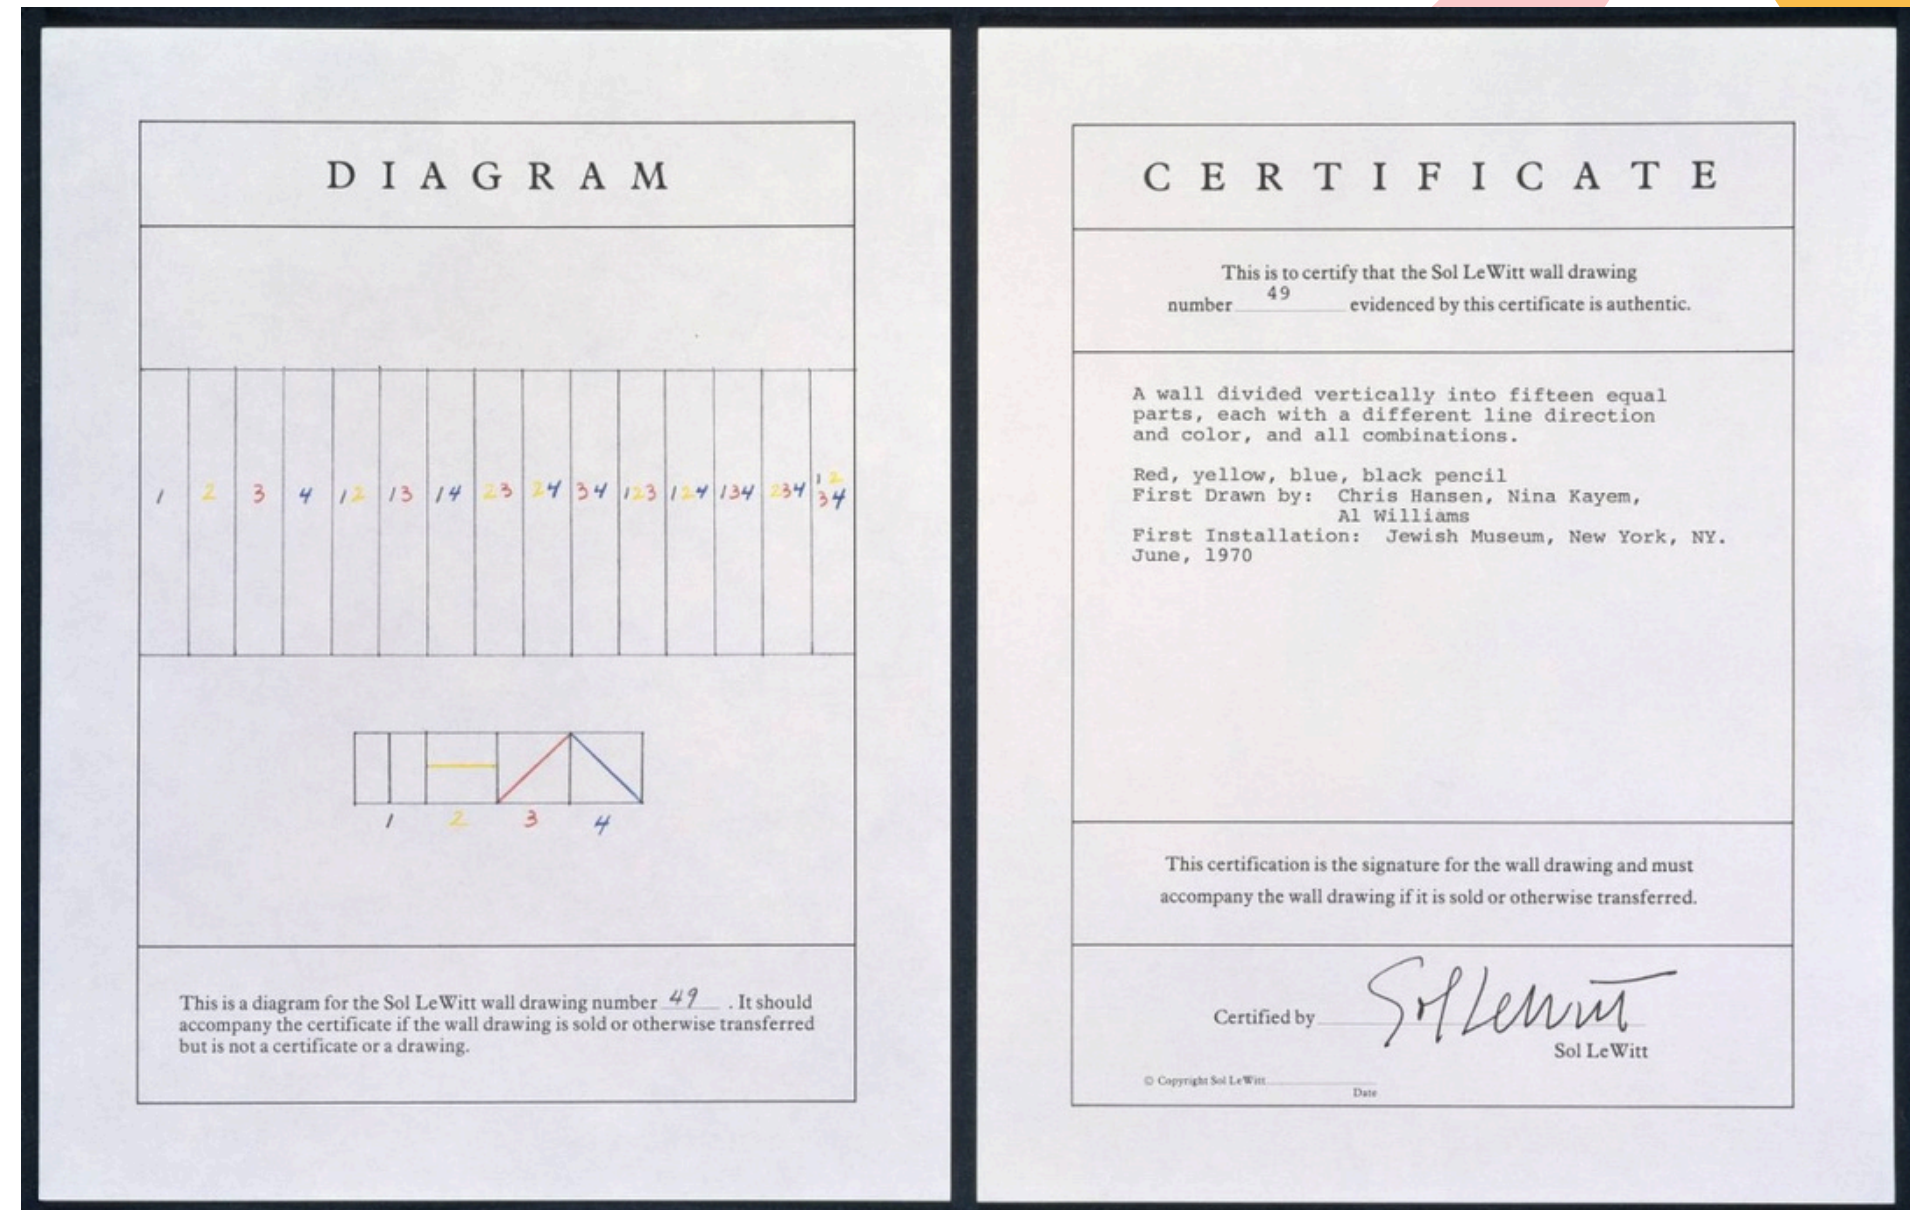 DIAGRAM
1 2 3 4 12 13 14 23 24 34 123 124 134 234 12
34
1 2 3 4
This is a diagram for the Sol LeWitt wall drawing number 49 . It should
accompany the certificate if the wall drawing is sold or otherwise transferred
but is not a certificate or a drawing.
CERTIFICATE
This is to certify that the Sol LeWitt wall drawing
number 49 evidenced by this certificate is authentic.
A wall divided vertically into fifteen equal
parts, each with a different line direction
and color, and all combinations.
Red, yellow, blue, black pencil
First Drawn by: Chris Hansen, Nina Kayem,
Al Williams
First Installation: Jewish Museum, New York, NY.
June, 1970
This certification is the signature for the wall drawing and must
accompany the wall drawing if it is sold or otherwise transferred.
Certified by Sol LeWitt
Sol LeWitt
© Copyright Sol LeWitt
Date